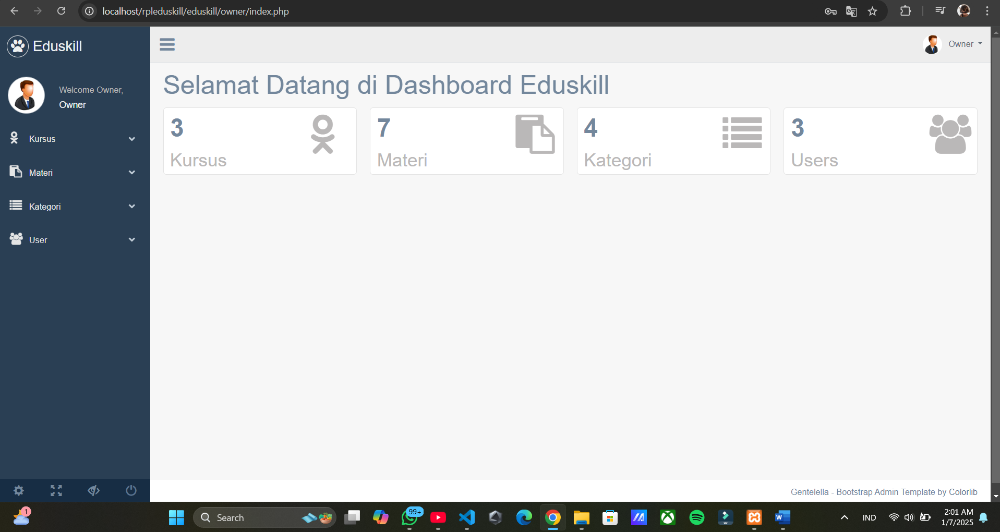 localhost/rpleduskill/eduskill/owner/index.php
Eduskill
Owner
Welcome Owner,
Owner
Kursus
Materi
Kategori
User
Selamat Datang di Dashboard Eduskill
3
Kursus
7
Materi
4
Kategori
3
Users
Gentelella - Bootstrap Admin Template by Colorlib
1
Search
99+
W
IND
2:01 AM
1/7/2025